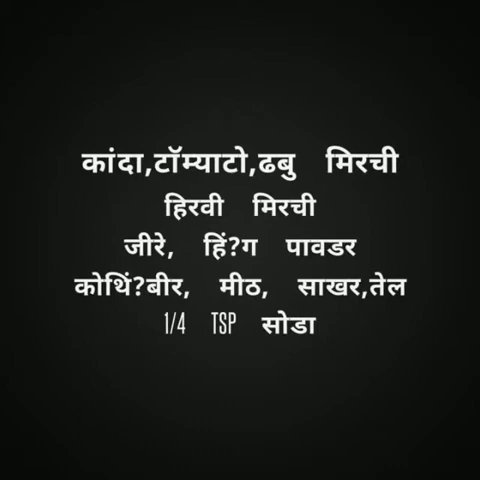 कांदा,टॉम्याटो,ढबु मिरची
हिरवी मिरची
जीरे, हिं?ग पावडर
कोथिं?बीर, मीठ, साखर,तेल
1/4 TSP सोडा